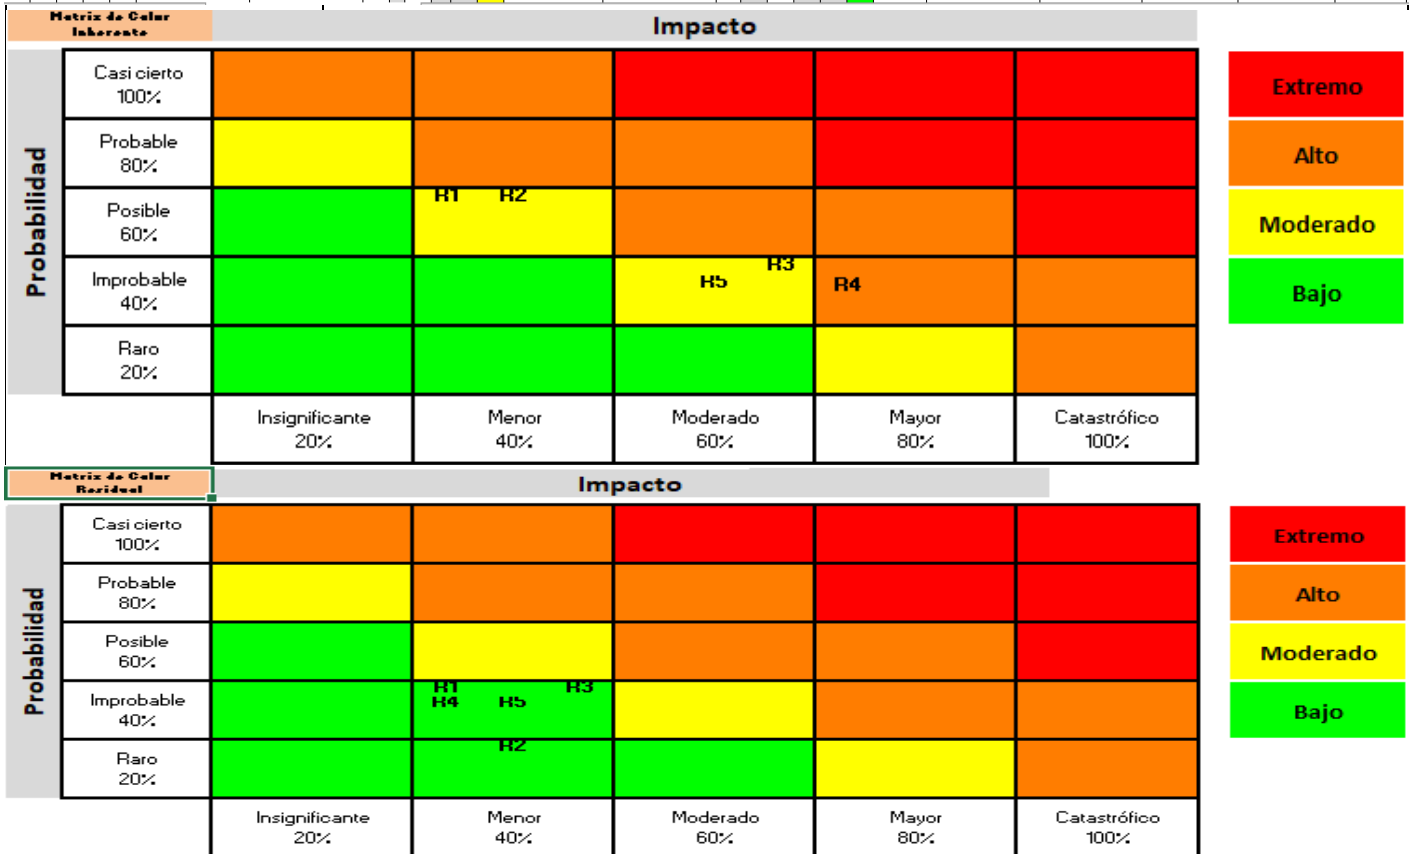 Matriz de Calor
Inherente
Impacto
Probabilidad
Casi cierto
100%
Extremo
Probable
80%
Alto
Posible
60%
R1 R2
Moderado
Improbable
40%
R3
R5 R4
Bajo
Raro
20%
Insignificante
20%
Menor
40%
Moderado
60%
Mayor
80%
Catastrófico
100%
Matriz de Calor
Residual
Impacto
Probabilidad
Casi cierto
100%
Extremo
Probable
80%
Alto
Posible
60%
Moderado
Improbable
40%
R1 R3
R4 R5
Bajo
Raro
20%
R2
Insignificante
20%
Menor
40%
Moderado
60%
Mayor
80%
Catastrófico
100%